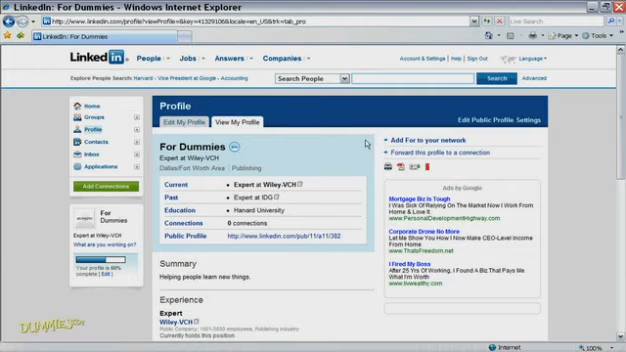 LinkedIn: For Dummies - Windows Internet Explorer
http://www.linkedin.com/profile?viewProfile=&key=41329106&locale=en_US&trk=tab_pro
LinkedIn: For Dummies
Page
Tools
Linked in
People
Jobs
Answers
Companies
Account & Settings | Help | Sign Out
Language
Explore People Search: Harvard - Vice President at Google - Accounting
Search People
Search
Advanced
Home
Groups
Profile
Contacts
Inbox
Applications
Add Connections
For Dummies
Expert at Wiley-VCH
What are you working on?
complete [ Edit ]
Profile
Edit My Profile
View My Profile
Edit Public Profile Settings
For Dummies
Expert at Wiley-VCH
Dallas/Fort Worth Area | Publishing
Current
• Expert at Wiley-VCH
Past
• Expert at IDG
Education
• Harvard University
Connections
0 connections
Public Profile
http://www.linkedin.com/pub/11/a11/382
Summary
Helping people learn new things.
Experience
Expert
Wiley-VCH
Public Company; 1001-5000 employees; Publishing industry
Currently holds this position
Add For to your network
Forward this profile to a connection
Ads by Google
Mortgage Biz Is Tough
I Was Sick Of Relying On The Market Now I Work From
Home & Love It
www.PersonalDevelopmentHighway.com
Corporate Drone No More
Let Me Show You How I Now Make CEO-Level Income
From Home
www.ThatsFreedom.net
I Fired My Boss
After 25 Yrs Of Working, I Found A Biz That Pays Me
What I'm Worth
www.livwealthy.com
DUMMIES.COM
Internet
100%